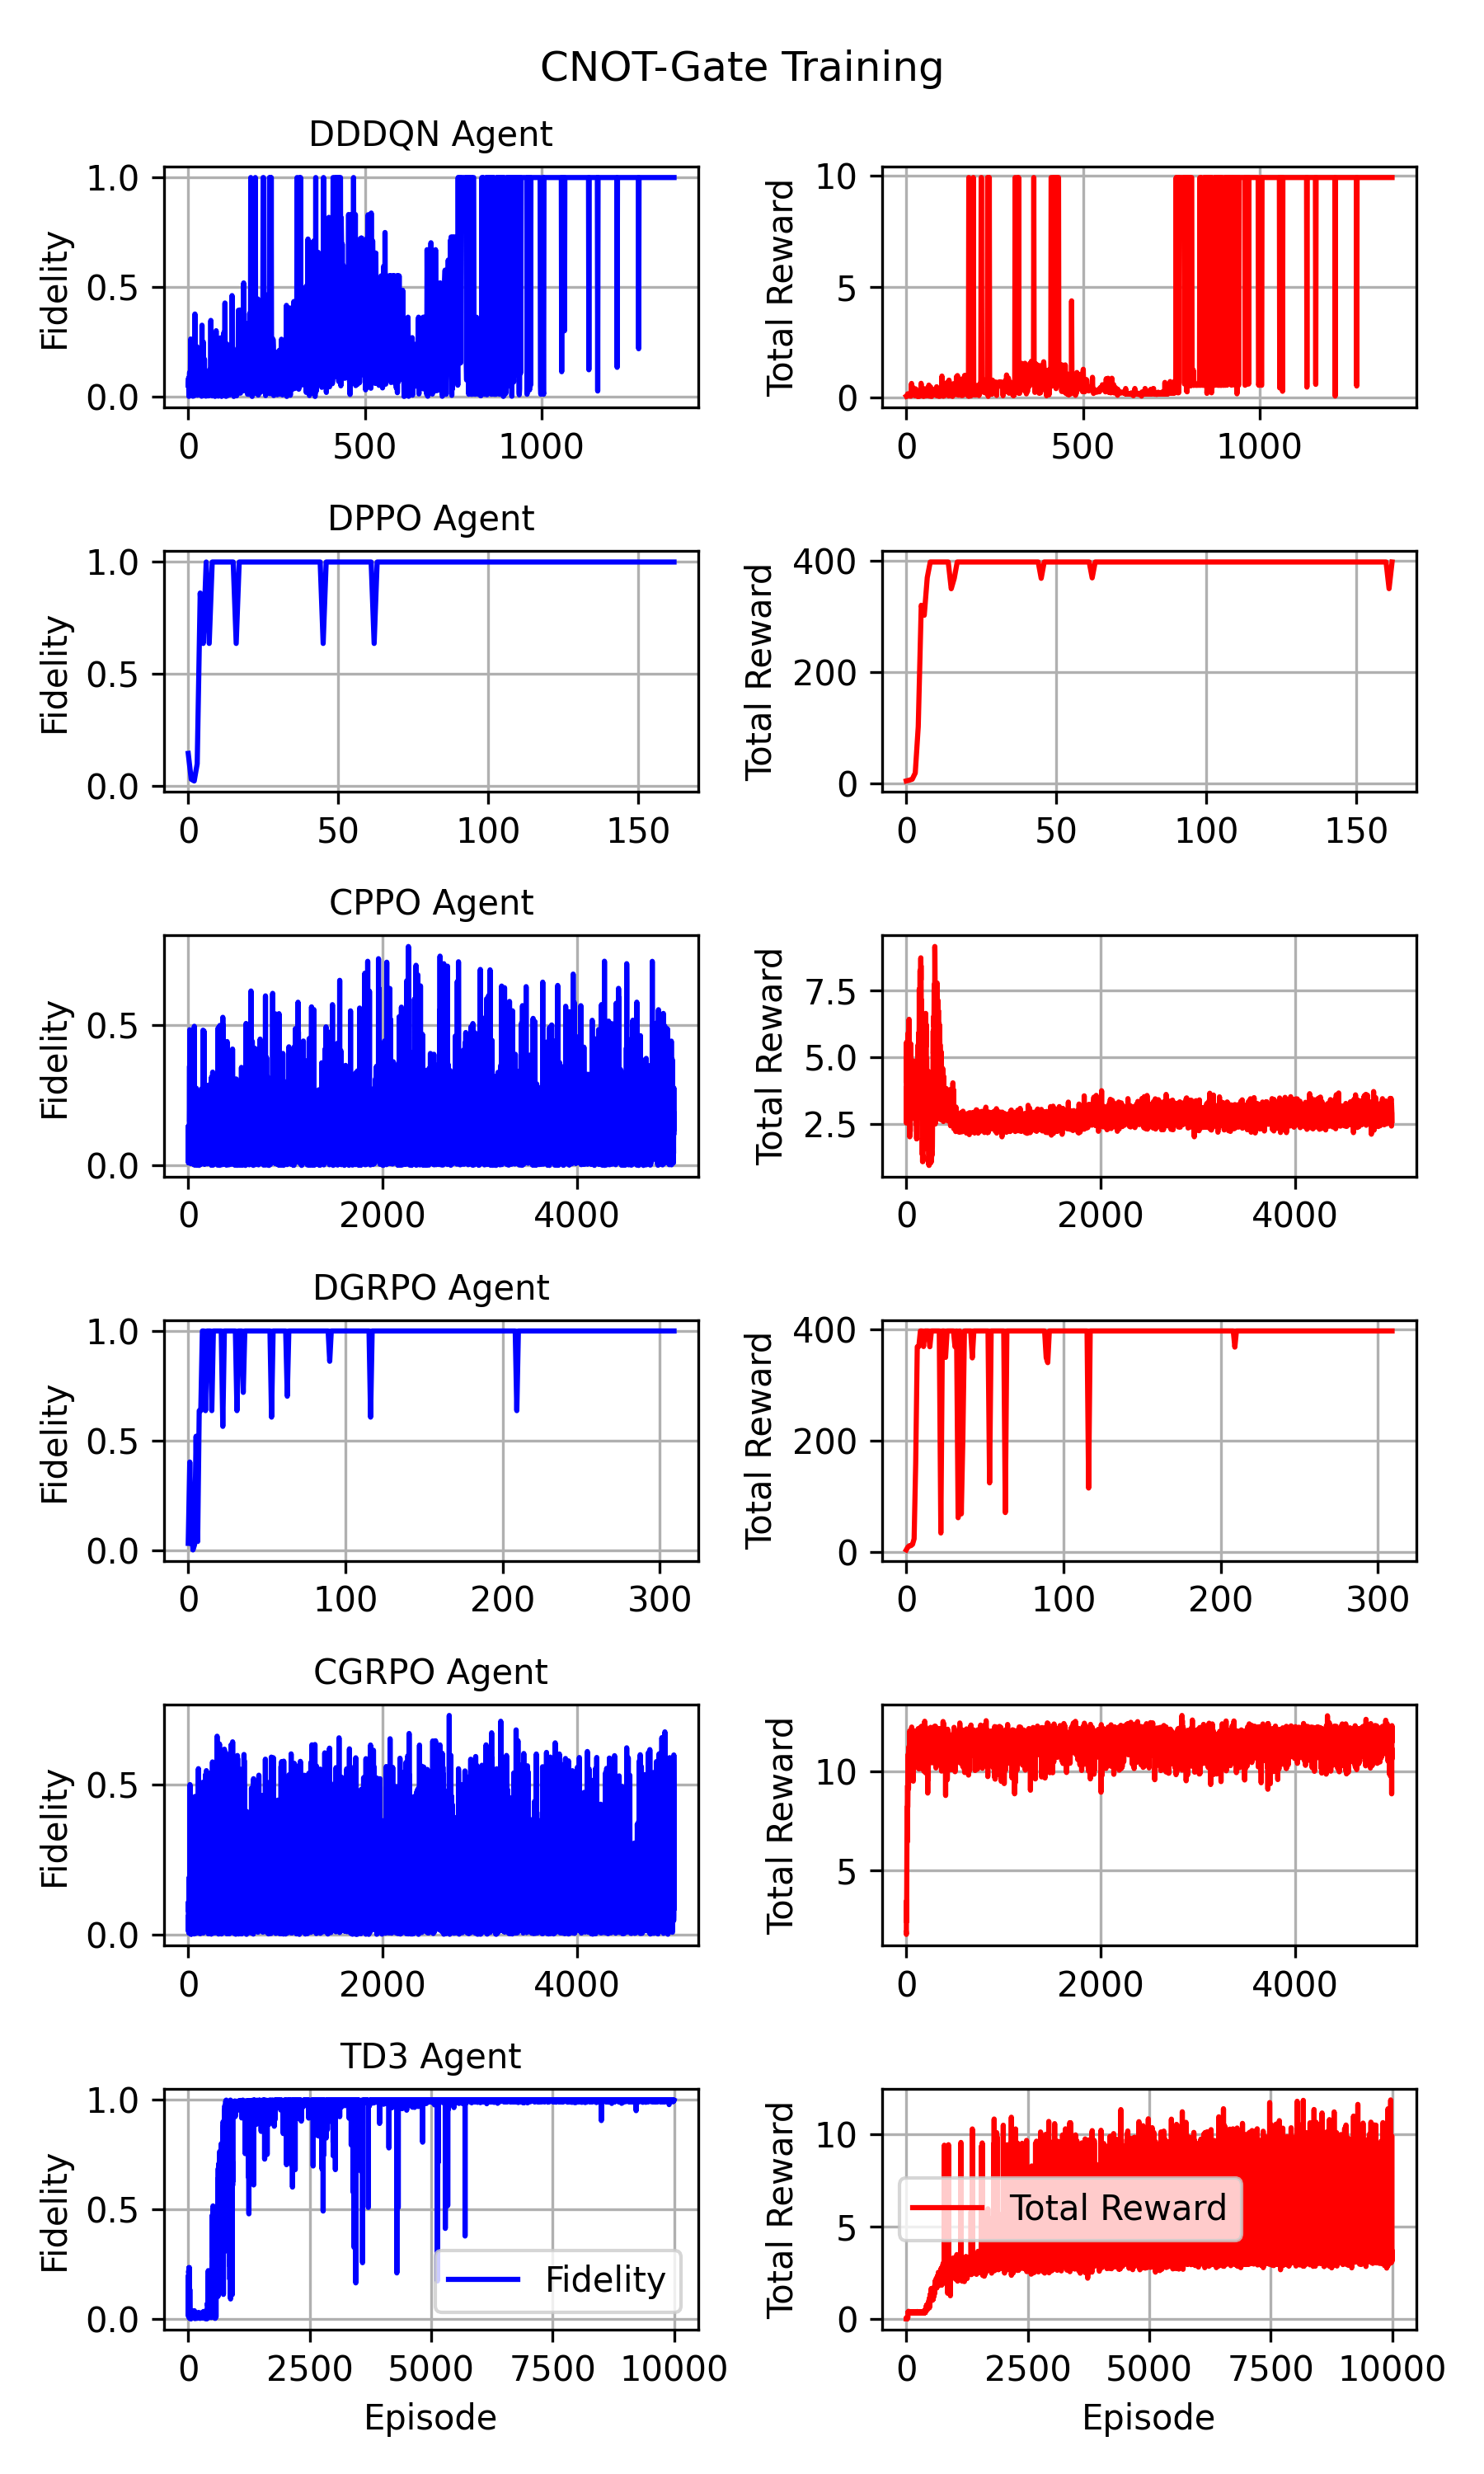 CNOT-Gate Training
DDDQN Agent
Fidelity
1.0
0.5
0.0
0 500 1000
Total Reward
10
5
0
0 500 1000
DPPO Agent
Fidelity
1.0
0.5
0.0
0 50 100 150
Total Reward
400
200
0
0 50 100 150
CPPO Agent
Fidelity
0.5
0.0
0 2000 4000
Total Reward
7.5
5.0
2.5
0 2000 4000
DGRPO Agent
Fidelity
1.0
0.5
0.0
0 100 200 300
Total Reward
400
200
0
0 100 200 300
CGRPO Agent
Fidelity
0.5
0.0
0 2000 4000
Total Reward
10
5
0 2000 4000
TD3 Agent
Fidelity
1.0
0.5
0.0
Fidelity
0 2500 5000 7500 10000
Episode
Total Reward
10
5
0
Total Reward
0 2500 5000 7500 10000
Episode